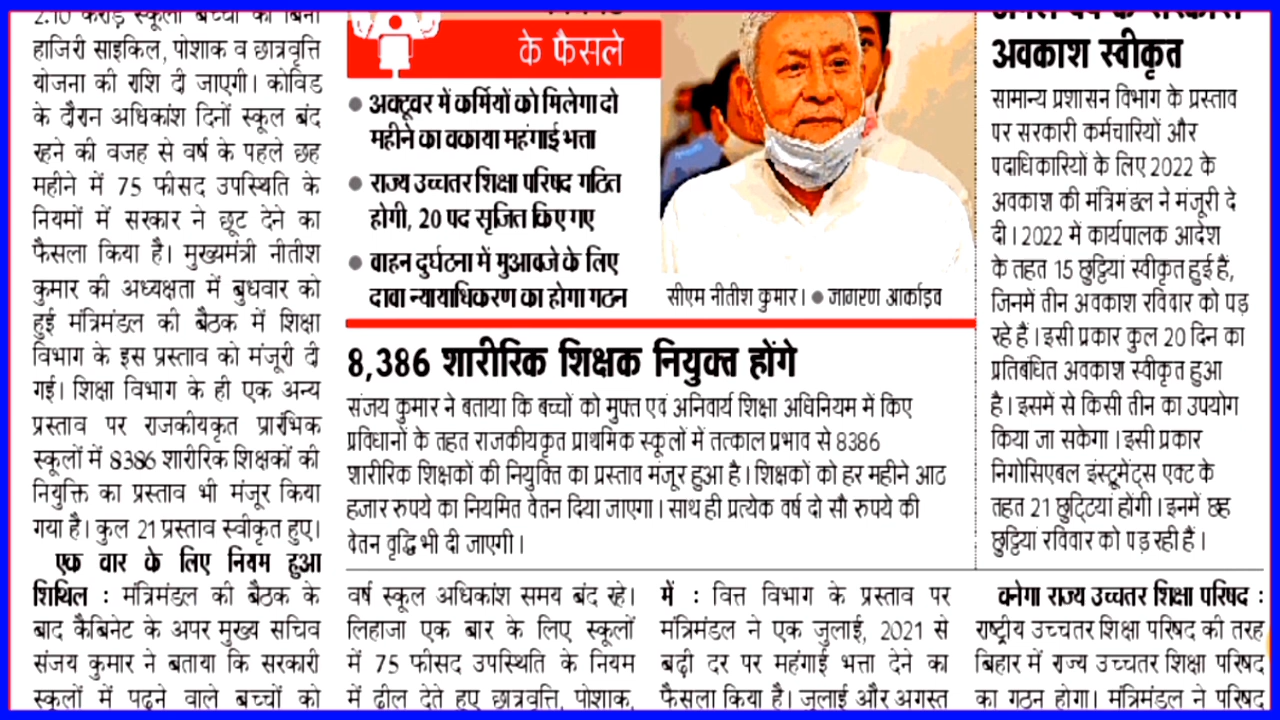 2.10 करोड़ स्कूली बच्चों को बिना
हाजिरी साइकिल, पोशाक व छात्रवृत्ति
योजना की राशि दी जाएगी। कोविड
के दौरान अधिकांश दिनों स्कूल बंद
रहने की वजह से वर्ष के पहले छह
महीने में 75 फीसद उपस्थिति के
नियमों में सरकार ने छूट देने का
फैसला किया है। मुख्यमंत्री नीतीश
कुमार की अध्यक्षता में बुधवार को
हुई मंत्रिमंडल की बैठक में शिक्षा
विभाग के इस प्रस्ताव को मंजूरी दी
गई। शिक्षा विभाग के ही एक अन्य
प्रस्ताव पर राजकीयकृत प्रारंभिक
स्कूलों में 8386 शारीरिक शिक्षकों की
नियुक्ति का प्रस्ताव भी मंजूर किया
गया है। कुल 21 प्रस्ताव स्वीकृत हुए।
एक बार के लिए नियम हुआ
शिथिल : मंत्रिमंडल की बैठक के
बाद कैबिनेट के अपर मुख्य सचिव
संजय कुमार ने बताया कि सरकारी
स्कूलों में पढ़ने वाले बच्चों को
के फैसले
● अक्टूबर में कर्मियों को मिलेगा दो
महीने का बकाया महंगाई भत्ता
● राज्य उच्चतर शिक्षा परिषद गठित
होगी, 20 पद सृजित किए गए
● वाहन दुर्घटना में मुआवजे के लिए
दावा न्यायाधिकरण का होगा गठन
सीएम नीतीश कुमार। ● जागरण आर्काइव
8,386 शारीरिक शिक्षक नियुक्त होंगे
संजय कुमार ने बताया कि बच्चों को मुफ्त एवं अनिवार्य शिक्षा अधिनियम में किए
प्रविधानों के तहत राजकीयकृत प्राथमिक स्कूलों में तत्काल प्रभाव से 8386
शारीरिक शिक्षकों की नियुक्ति का प्रस्ताव मंजूर हुआ है। शिक्षकों को हर महीने आठ
हजार रुपये का नियमित वेतन दिया जाएगा। साथ ही प्रत्येक वर्ष दो सौ रुपये की
वेतन वृद्धि भी दी जाएगी।
वर्ष स्कूल अधिकांश समय बंद रहे।
लिहाजा एक बार के लिए स्कूलों
में 75 फीसद उपस्थिति के नियम
में ढील देते हुए छात्रवृत्ति, पोशाक,
में : वित्त विभाग के प्रस्ताव पर
मंत्रिमंडल ने एक जुलाई, 2021 से
बढ़ी दर पर महंगाई भत्ता देने का
फैसला किया है। जुलाई और अगस्त
अवकाश स्वीकृत
सामान्य प्रशासन विभाग के प्रस्ताव
पर सरकारी कर्मचारियों और
पदाधिकारियों के लिए 2022 के
अवकाश की मंत्रिमंडल ने मंजूरी दे
दी। 2022 में कार्यपालक आदेश
के तहत 15 छुट्टियां स्वीकृत हुई हैं,
जिनमें तीन अवकाश रविवार को पड़
रहे हैं। इसी प्रकार कुल 20 दिन का
प्रतिबंधित अवकाश स्वीकृत हुआ
है। इसमें से किसी तीन का उपयोग
किया जा सकेगा। इसी प्रकार
निगोसिएबल इंस्ट्रूमेंट्स एक्ट के
तहत 21 छुट्टियां होंगी। इनमें छह
छुट्टियां रविवार को पड़ रही हैं।
बनेगा राज्य उच्चतर शिक्षा परिषद :
राष्ट्रीय उच्चतर शिक्षा परिषद की तरह
बिहार में राज्य उच्चतर शिक्षा परिषद
का गठन होगा। मंत्रिमंडल ने परिषद